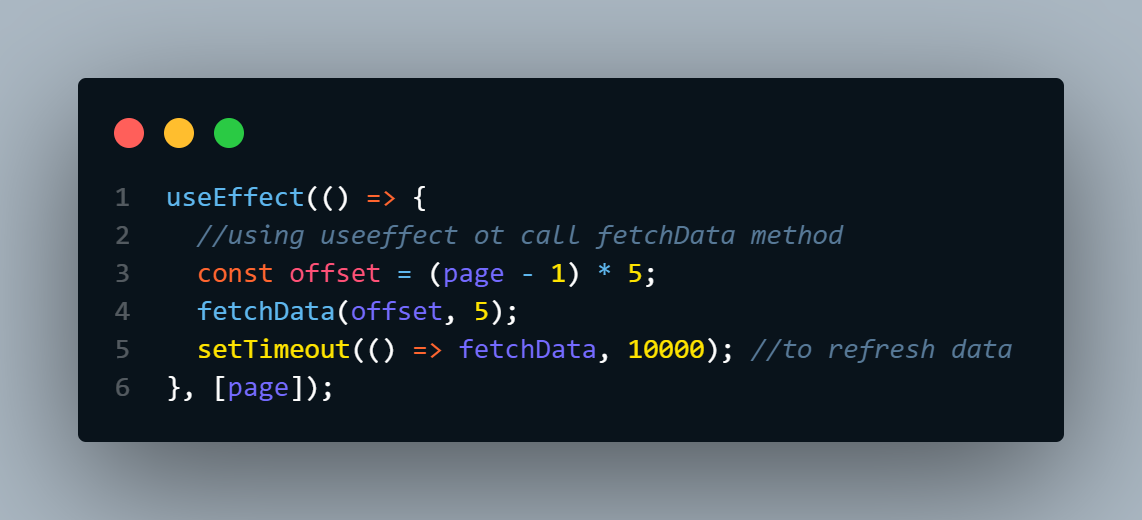 1 useEffect(() => {
2 //using useeffect ot call fetchData method
3 const offset = (page - 1) * 5;
4 fetchData(offset, 5);
5 setTimeout(() => fetchData, 10000); //to refresh data
6 }, [page]);